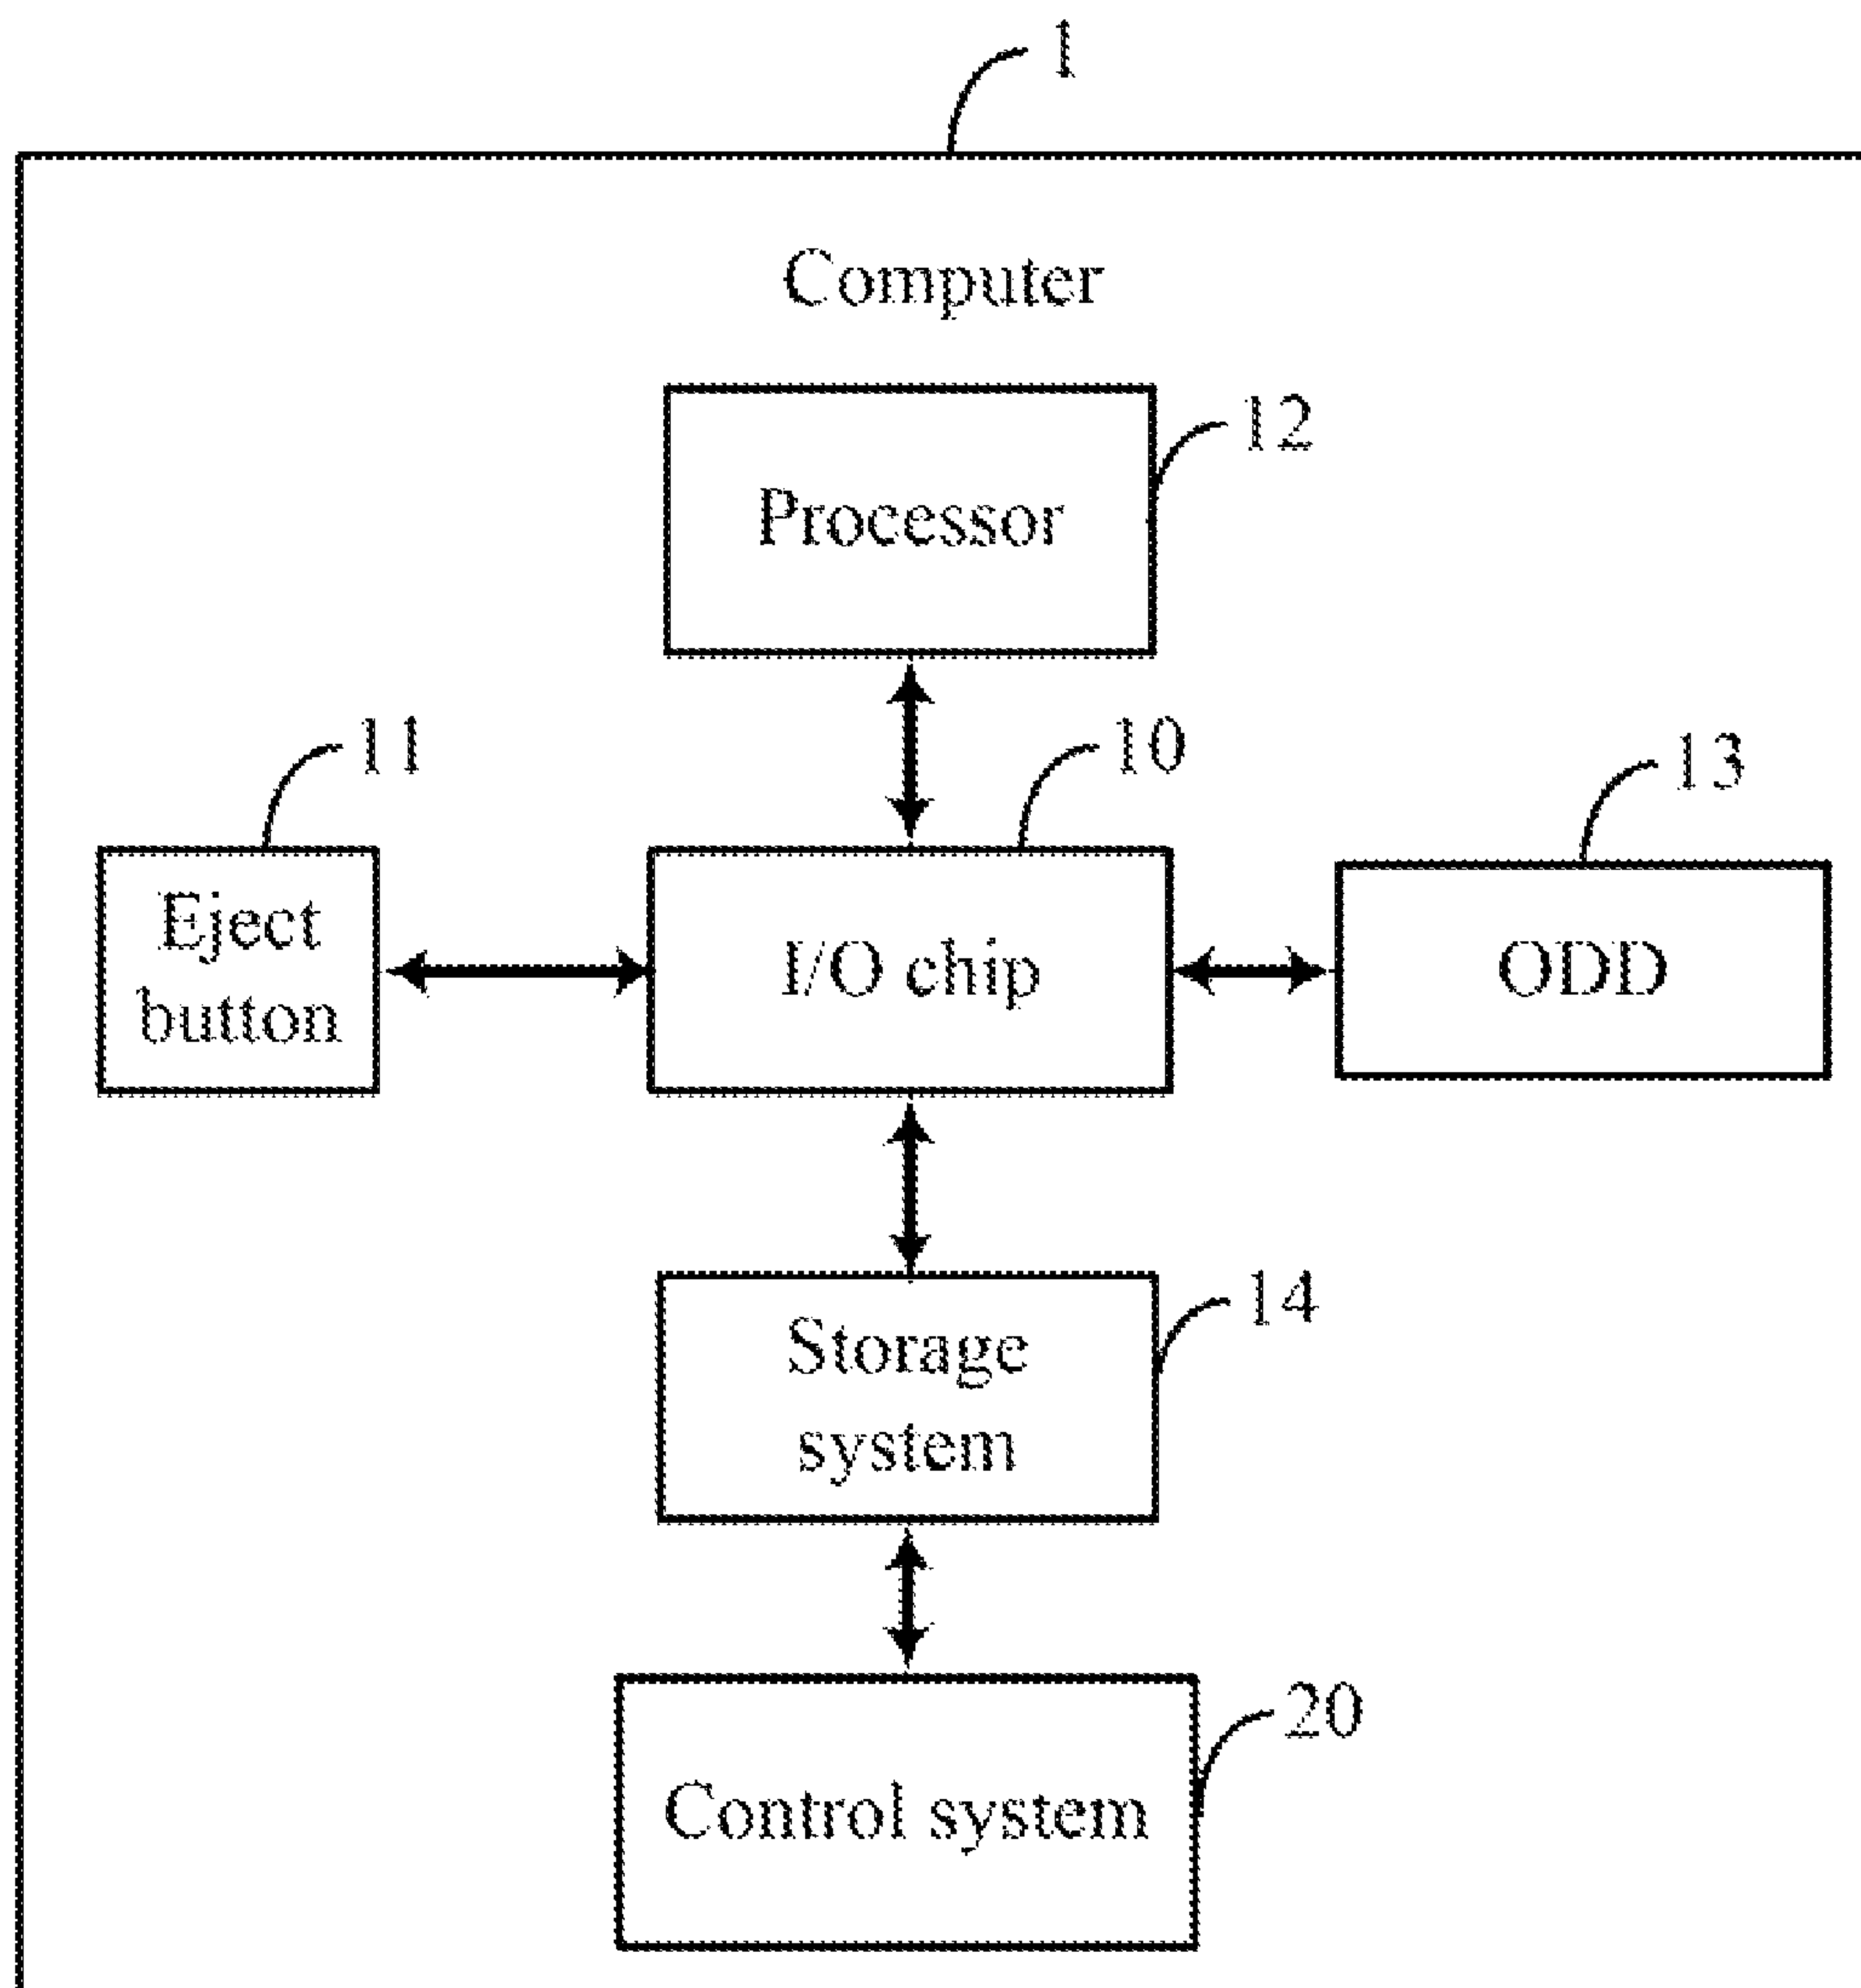 1
Computer
12
Processor
11
10
13
Eject
button
I/O chip
ODD
14
Storage
system
20
Control system